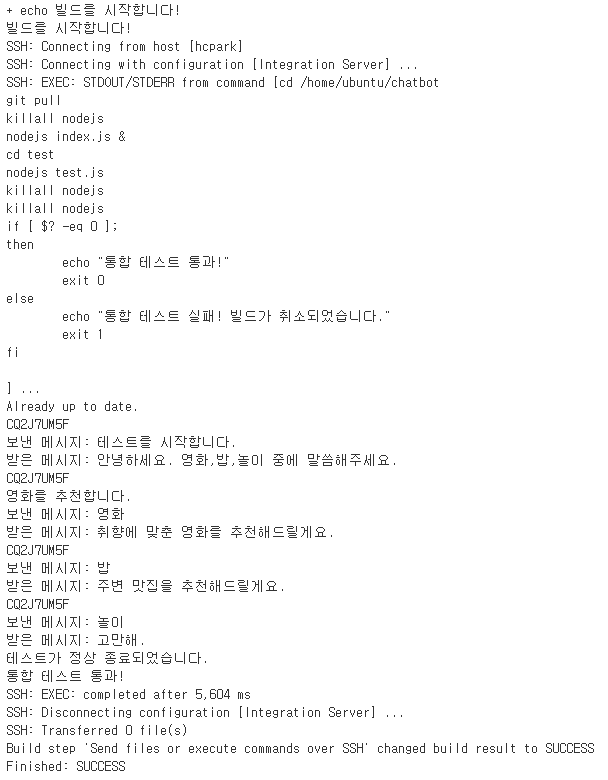 + echo 빌드를 시작합니다!
빌드를 시작합니다!
SSH: Connecting from host [hcpark]
SSH: Connecting with configuration [Integration Server] ...
SSH: EXEC: STDOUT/STDERR from command [cd /home/ubuntu/chatbot
git pull
killall nodejs
nodejs index.js &
cd test
nodejs test.js
killall nodejs
killall nodejs
if [ $? -eq 0 ];
then
        echo "통합 테스트 통과!"
        exit 0
else
        echo "통합 테스트 실패! 빌드가 취소되었습니다."
        exit 1
fi

] ...
Already up to date.
CQ2J7UM5F
보낸 메시지: 테스트를 시작합니다.
받은 메시지: 안녕하세요. 영화,밥,놀이 중에 말씀해주세요.
CQ2J7UM5F
영화를 추천합니다.
보낸 메시지: 영화
받은 메시지: 취향에 맞춘 영화를 추천해드릴게요.
CQ2J7UM5F
보낸 메시지: 밥
받은 메시지: 주변 맛집을 추천해드릴게요.
CQ2J7UM5F
보낸 메시지: 놀이
받은 메시지: 고만해.
테스트가 정상 종료되었습니다.
통합 테스트 통과!
SSH: EXEC: completed after 5,604 ms
SSH: Disconnecting configuration [Integration Server] ...
SSH: Transferred 0 file(s)
Build step 'Send files or execute commands over SSH' changed build result to SUCCESS
Finished: SUCCESS